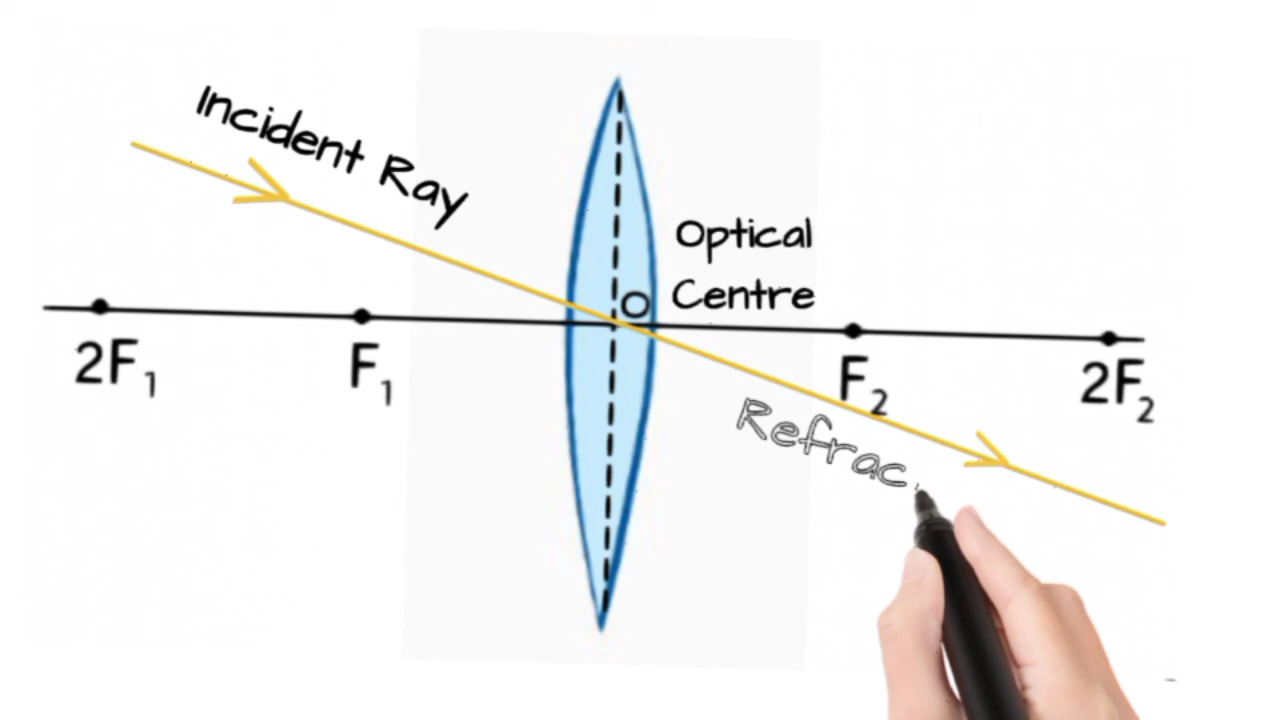 Incident Ray
Optical
Centre
O
2F₁
F₁
F₂
2F₂
Refrac